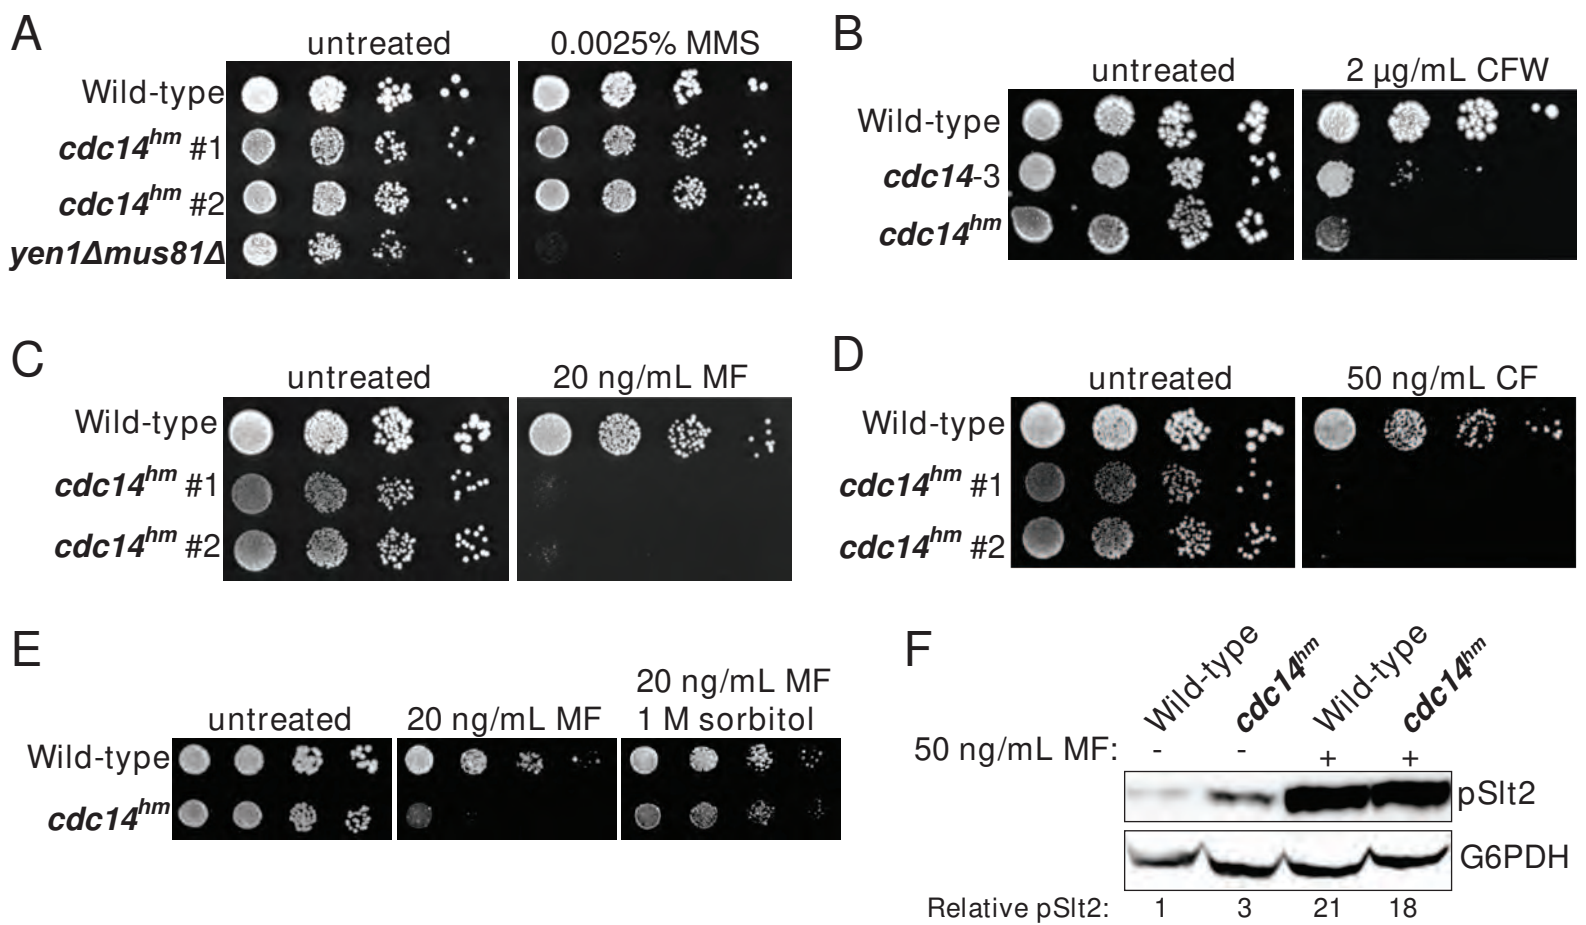 A
untreated
0.0025% MMS
Wild-type
cdc14hm #1
cdc14hm #2
yen1Δmus81Δ
B
untreated
2 µg/mL CFW
Wild-type
cdc14-3
cdc14hm
C
untreated
20 ng/mL MF
Wild-type
cdc14hm #1
cdc14hm #2
D
untreated
50 ng/mL CF
Wild-type
cdc14hm #1
cdc14hm #2
E
untreated
20 ng/mL MF
20 ng/mL MF
1 M sorbitol
Wild-type
cdc14hm
F
Wild-type
cdc14hm
Wild-type
cdc14hm
50 ng/mL MF: - - + +
pSlt2
G6PDH
Relative pSlt2: 1 3 21 18